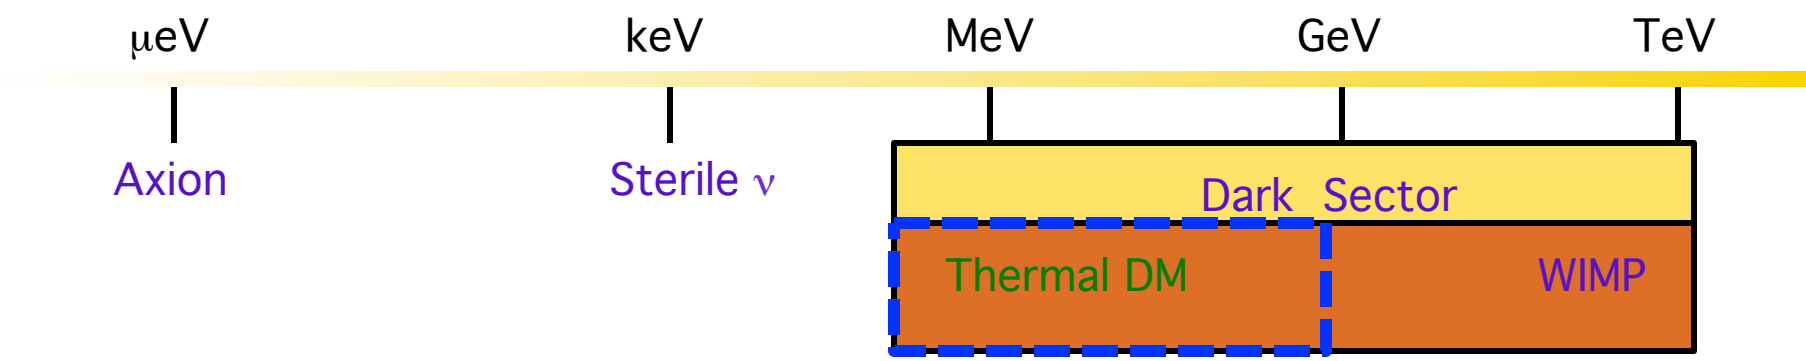 μeV keV MeV GeV TeV
Axion Sterile ν
Dark Sector
Thermal DM WIMP